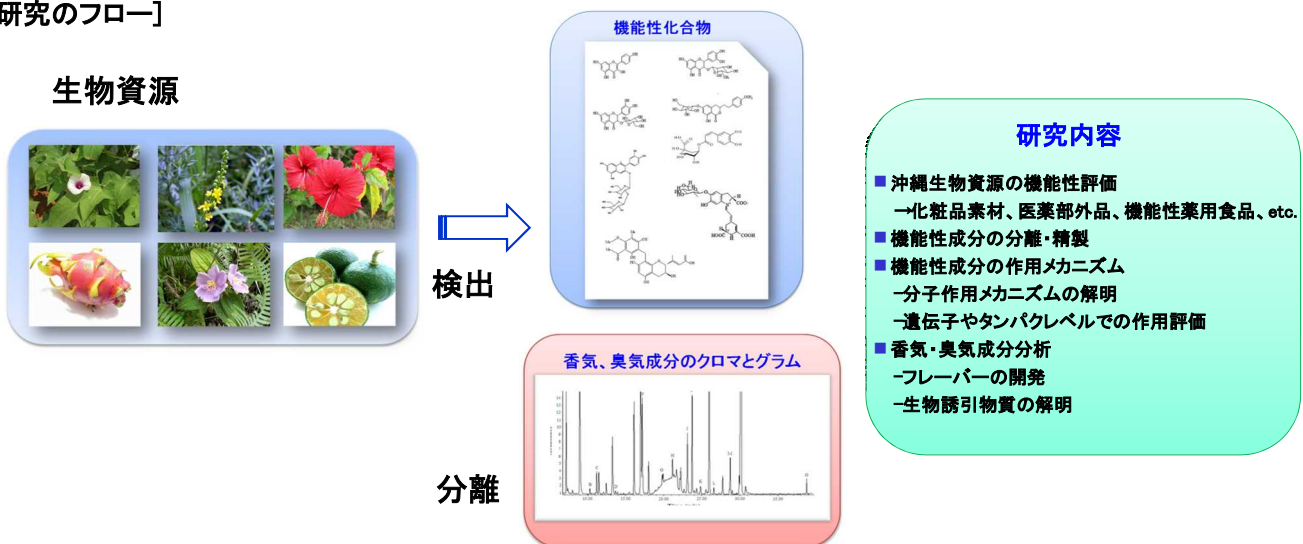 研究のフロー]
生物資源
検出
分離
機能性化合物
香気、臭気成分のクロマとグラム
研究内容
■ 沖縄生物資源の機能性評価
→化粧品素材、医薬部外品、機能性薬用食品、etc.
■ 機能性成分の分離・精製
■ 機能性成分の作用メカニズム
-分子作用メカニズムの解明
-遺伝子やタンパクレベルでの作用評価
■ 香気・臭気成分分析
-フレーバーの開発
-生物誘引物質の解明